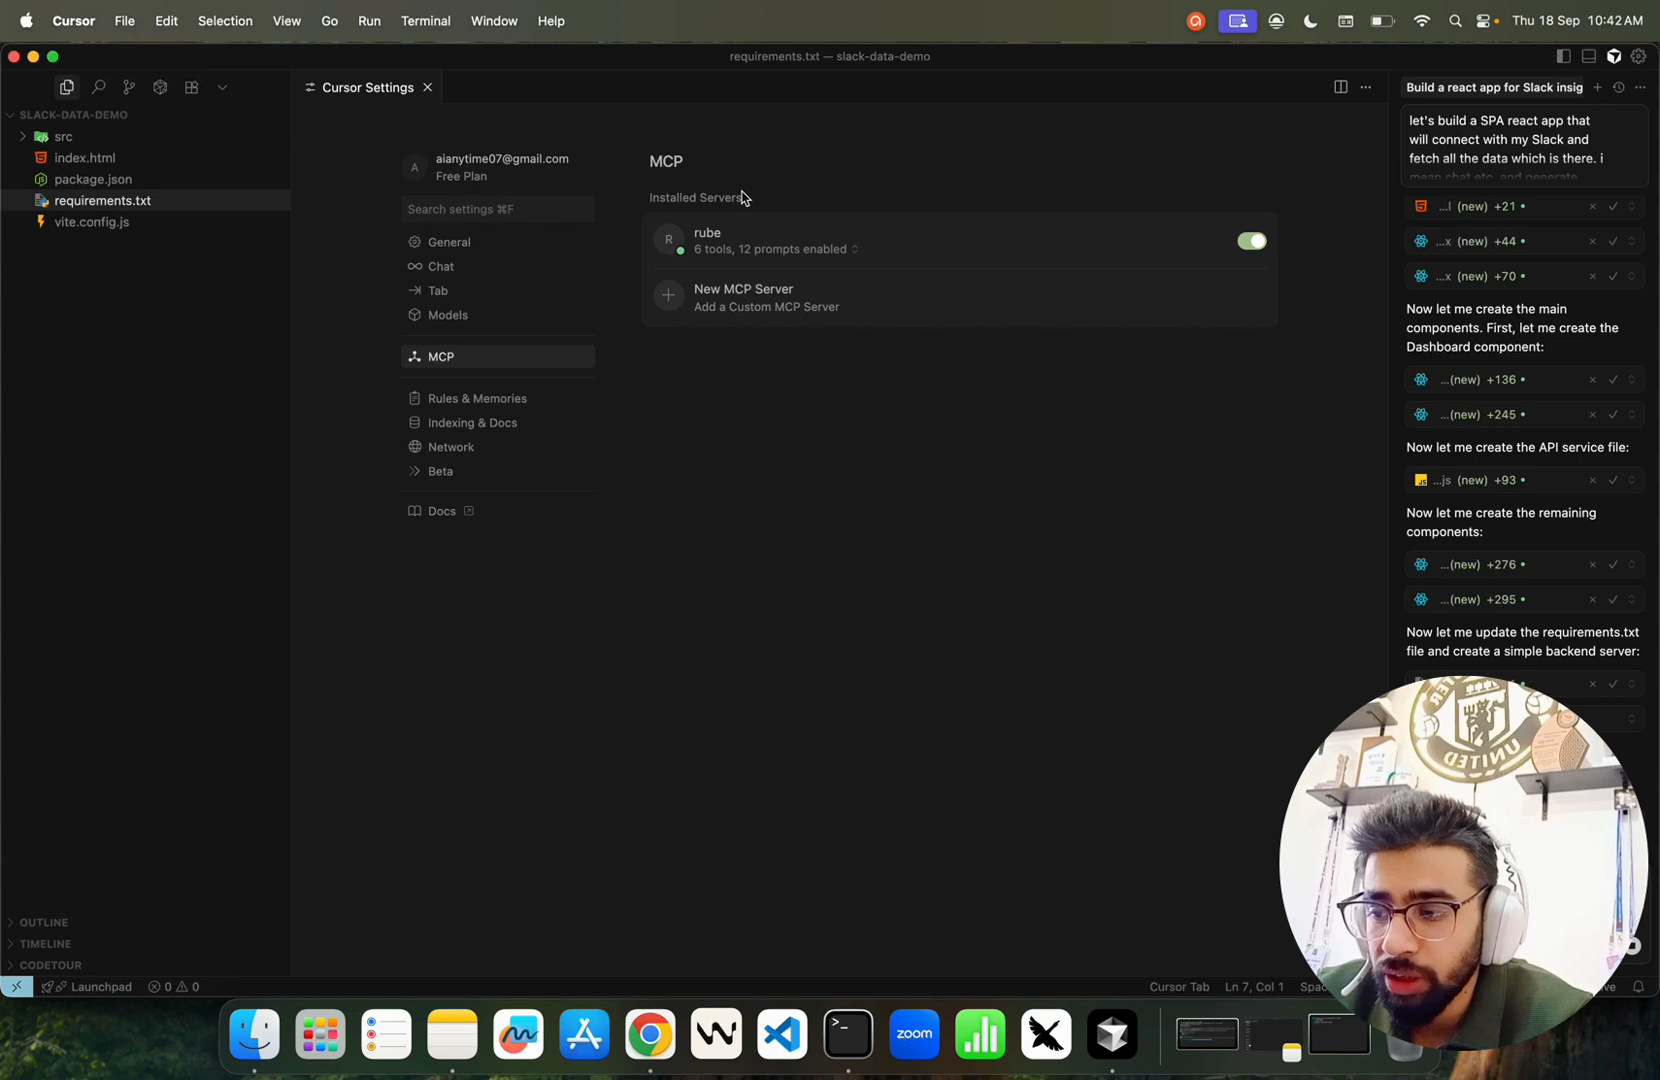 Cursor File Edit Selection View Go Run Terminal Window Help
Thu 18 Sep 10:42 AM
requirements.txt — slack-data-demo
Cursor Settings
SLACK-DATA-DEMO
src
index.html
package.json
requirements.txt
vite.config.js
OUTLINE
TIMELINE
CODETOUR
A
aianytime07@gmail.com
Free Plan
Search settings ⌘F
General
Chat
Tab
Models
MCP
Rules & Memories
Indexing & Docs
Network
Beta
Docs
MCP
Installed Servers
R
rube
6 tools, 12 prompts enabled
New MCP Server
Add a Custom MCP Server
Build a react app for Slack insig
let's build a SPA react app that
will connect with my Slack and
fetch all the data which is there. i
mean chat etc. and generate
...l (new) +21
...x (new) +44
...x (new) +70
Now let me create the main
components. First, let me create the
Dashboard component:
...(new) +136
...(new) +245
Now let me create the API service file:
JS ...js (new) +93
Now let me create the remaining
components:
...(new) +276
...(new) +295
Now let me update the requirements.txt
file and create a simple backend server:
UNITED
Launchpad 0 0
Cursor Tab Ln 7, Col 1
zoom